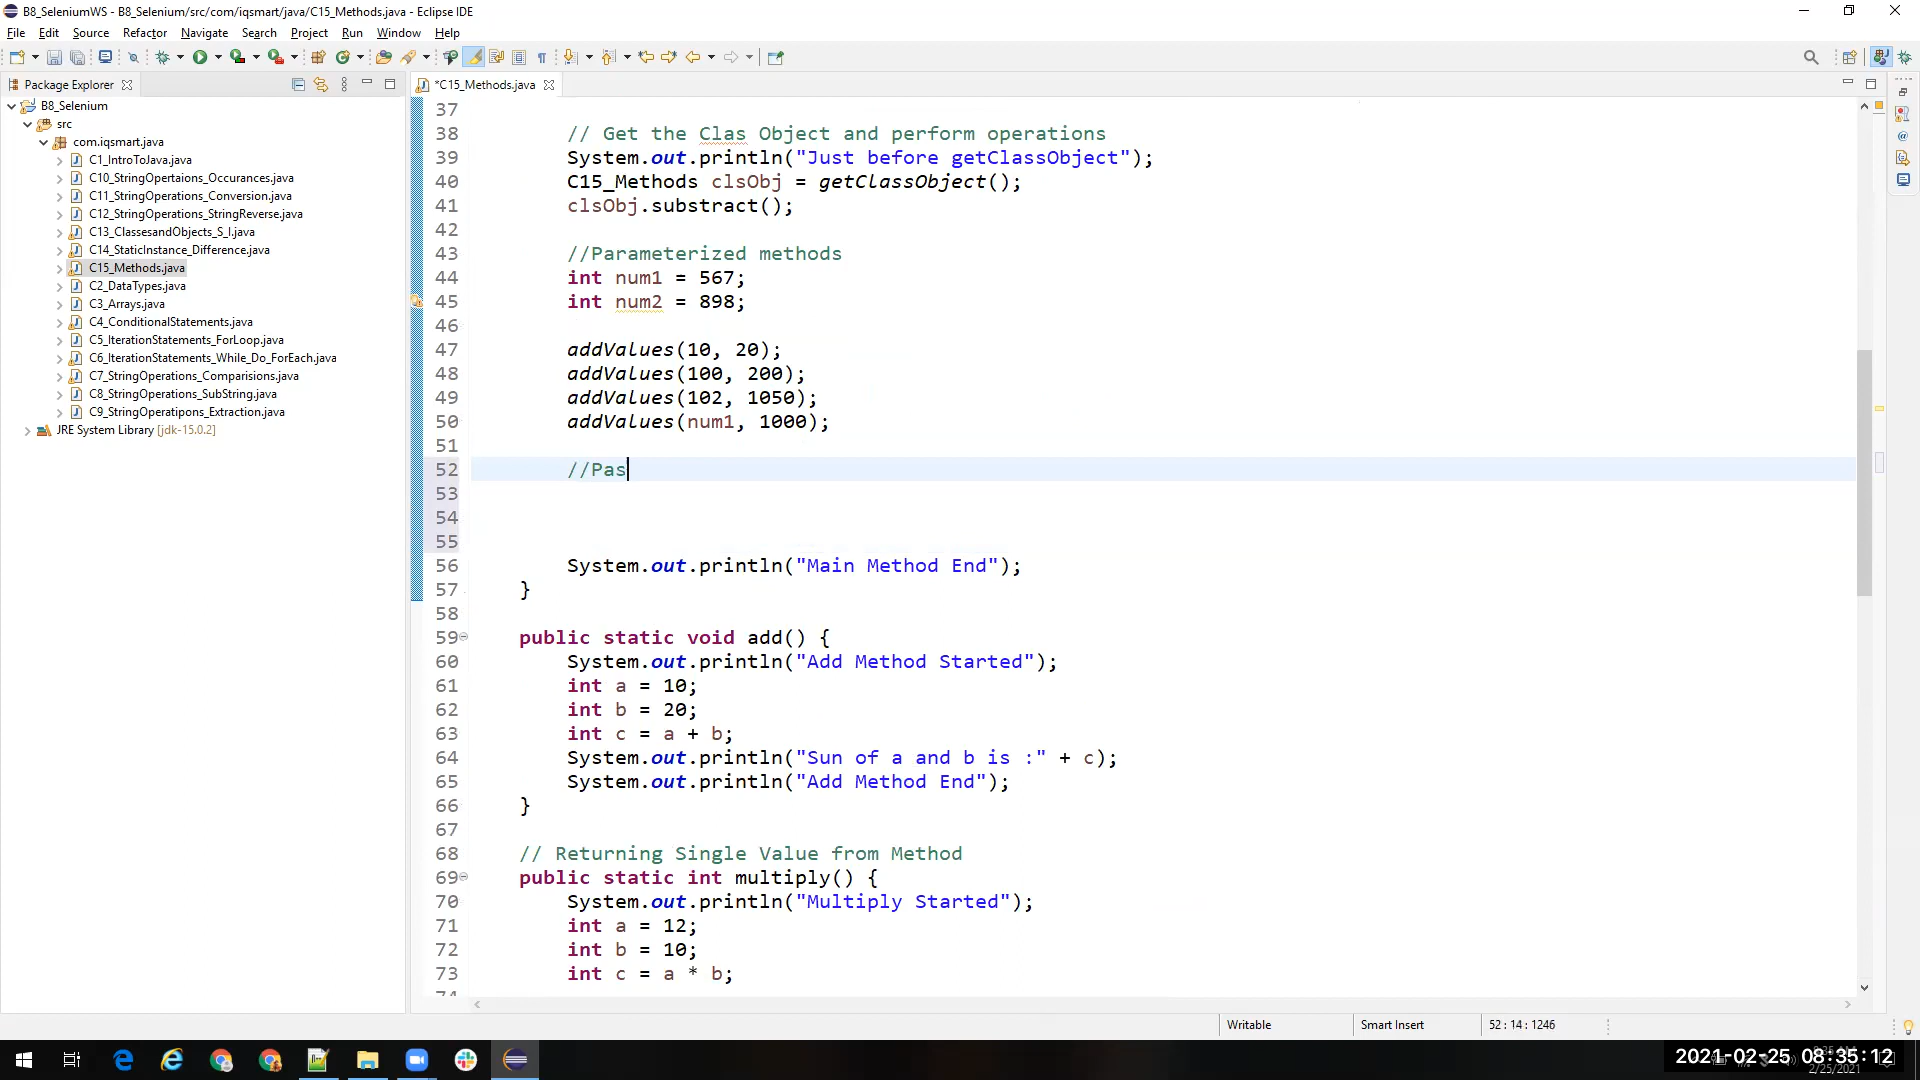 B8_SeleniumWS - B8_Selenium/src/com/iqsmart/java/C15_Methods.java - Eclipse IDE
File Edit Source Refactor Navigate Search Project Run Window Help
Package Explorer
*C15_Methods.java
B8_Selenium
src
com.iqsmart.java
C1_IntroToJava.java
C10_StringOpertaions_Occurances.java
C11_StringOperations_Conversion.java
C12_StringOperations_StringReverse.java
C13_ClassesandObjects_S_I.java
C14_StaticInstance_Difference.java
C15_Methods.java
C2_DataTypes.java
C3_Arrays.java
C4_ConditionalStatements.java
C5_IterationStatements_ForLoop.java
C6_IterationStatements_While_Do_ForEach.java
C7_StringOperations_Comparisions.java
C8_StringOperations_SubString.java
C9_StringOperatipons_Extraction.java
JRE System Library [jdk-15.0.2]
37
38 // Get the Clas Object and perform operations
39 System.out.println("Just before getClassObject");
40 C15_Methods clsObj = getClassObject();
41 clsObj.substract();
42
43 //Parameterized methods
44 int num1 = 567;
45 int num2 = 898;
46
47 addValues(10, 20);
48 addValues(100, 200);
49 addValues(102, 1050);
50 addValues(num1, 1000);
51
52 //Pas
53
54
55
56 System.out.println("Main Method End");
57 }
58
59 public static void add() {
60 System.out.println("Add Method Started");
61 int a = 10;
62 int b = 20;
63 int c = a + b;
64 System.out.println("Sun of a and b is :" + c);
65 System.out.println("Add Method End");
66 }
67
68 // Returning Single Value from Method
69 public static int multiply() {
70 System.out.println("Multiply Started");
71 int a = 12;
72 int b = 10;
73 int c = a * b;
Writable Smart Insert 52 : 14 : 1246
2021-02-25 08:35:12
2/25/2021